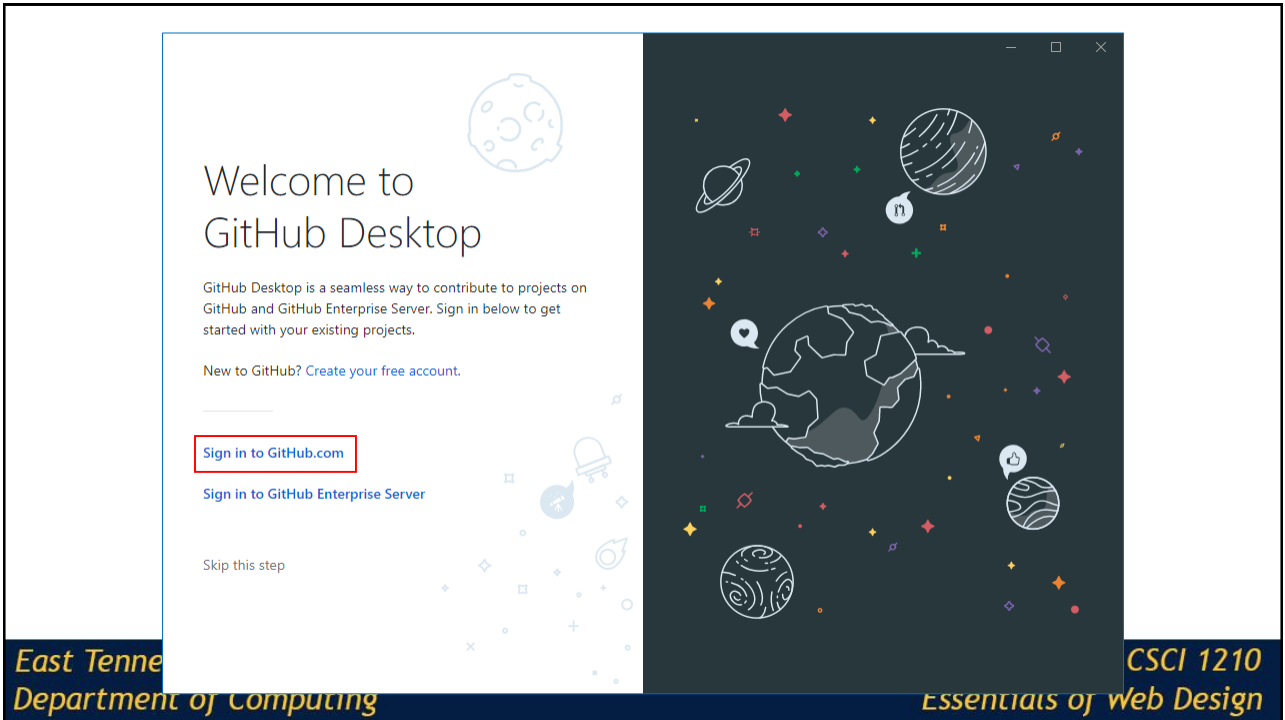 Welcome to
GitHub Desktop
GitHub Desktop is a seamless way to contribute to projects on
GitHub and GitHub Enterprise Server. Sign in below to get
started with your existing projects.
New to GitHub? Create your free account.
Sign in to GitHub.com
Sign in to GitHub Enterprise Server
Skip this step
East Tenne
CSCI 1210
Department of Computing
Essentials of Web Design